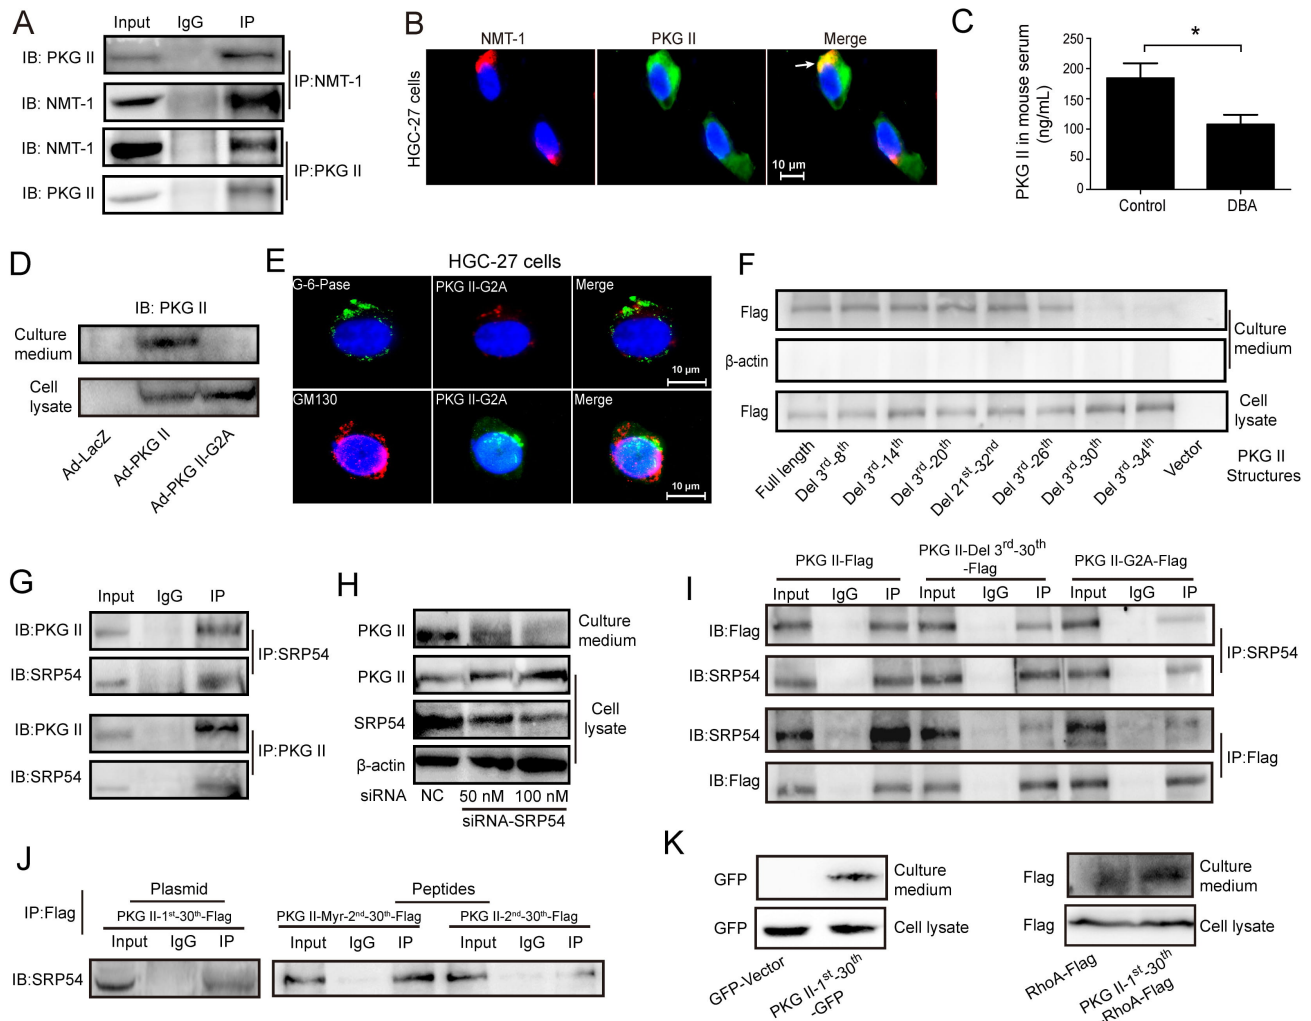 A
Input IgG IP
IB: PKG II
IB: NMT-1
IP:NMT-1
IB: NMT-1
IB: PKG II
IP:PKG II
B
NMT-1 PKG II Merge
HGC-27 cells
10 μm
C
PKG II in mouse serum
(ng/mL)
250
200
150
100
50
0
*
Control DBA
D
IB: PKG II
Culture
medium
Cell
lysate
Ad-LacZ
Ad-PKG II
Ad-PKG II-G2A
E
HGC-27 cells
G-6-Pase PKG II-G2A Merge
10 μm
GM130 PKG II-G2A Merge
10 μm
F
Flag
β-actin
Culture
medium
Flag
Cell
lysate
Full length
Del 3rd-8th
Del 3rd-14th
Del 3rd-20th
Del 21st-32nd
Del 3rd-26th
Del 3rd-30th
Del 3rd-34th
Vector
PKG II
Structures
G
Input IgG IP
IB:PKG II
IB:SRP54
IP:SRP54
IB:PKG II
IB:SRP54
IP:PKG II
H
PKG II
Culture
medium
PKG II
SRP54
β-actin
Cell
lysate
siRNA NC 50 nM 100 nM
siRNA-SRP54
I
PKG II-Flag
PKG II-Del 3rd-30th
-Flag
PKG II-G2A-Flag
Input IgG IP Input IgG IP Input IgG IP
IB:Flag
IB:SRP54
IP:SRP54
IB:SRP54
IB:Flag
IP:Flag
J
IP:Flag
Plasmid
Peptides
PKG II-1st-30th-Flag
PKG II-Myr-2nd-30th-Flag
PKG II-2nd-30th-Flag
Input IgG IP Input IgG IP Input IgG IP
IB:SRP54
K
GFP
Culture
medium
GFP
Cell lysate
GFP-Vector
PKG II-1st-30th
-GFP
Flag
Culture
medium
Flag
Cell lysate
RhoA-Flag
PKG II-1st-30th
-RhoA-Flag